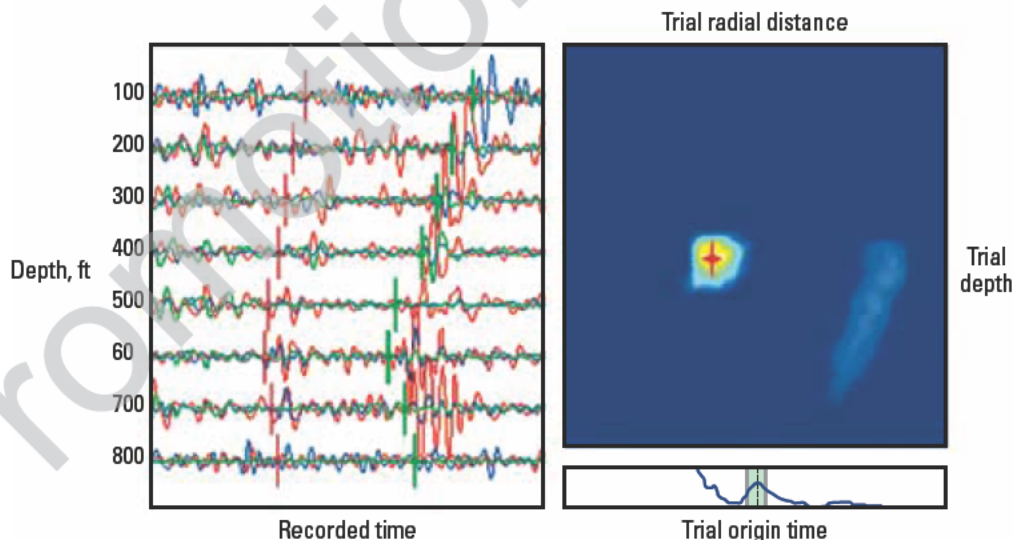 Trial radial distance
100
200
300
400
500
60
700
800
Depth, ft
Trial
depth
Recorded time
Trial origin time
romotio